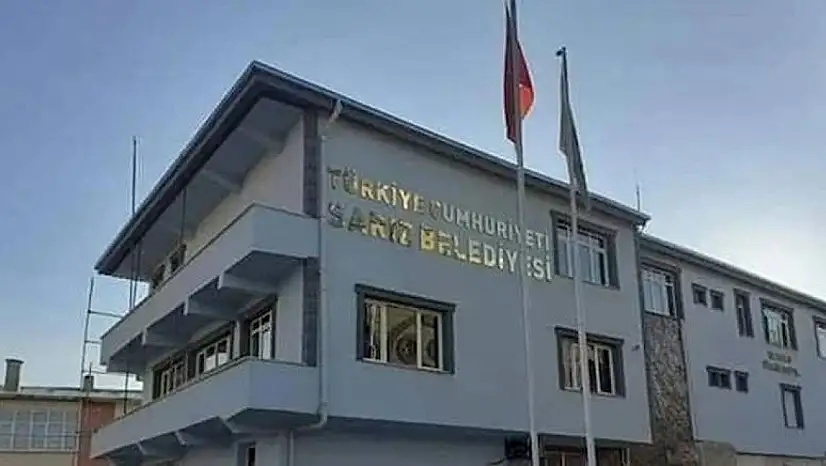 TÜRKİYE CUMHURİYETİ
SARIZ BELEDİYESİ